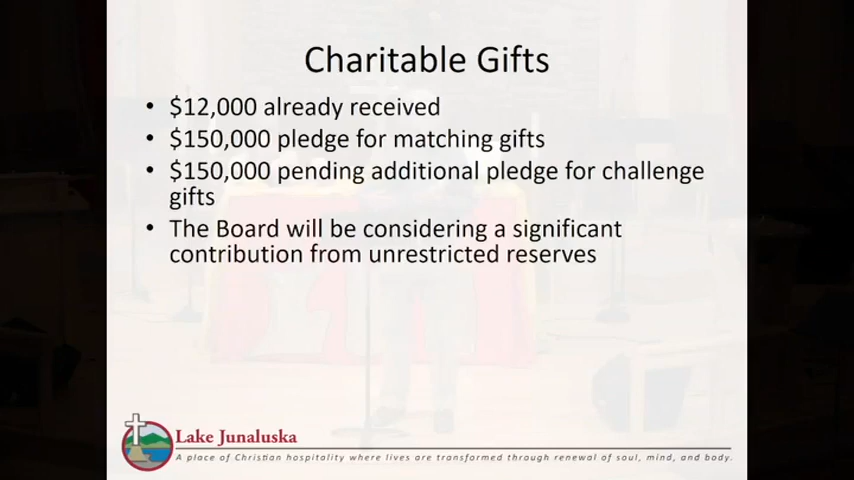 Charitable Gifts
• $12,000 already received
• $150,000 pledge for matching gifts
• $150,000 pending additional pledge for challenge
gifts
• The Board will be considering a significant
contribution from unrestricted reserves
Lake Junaluska
A place of Christian hospitality where lives are transformed through renewal of soul, mind, and body.